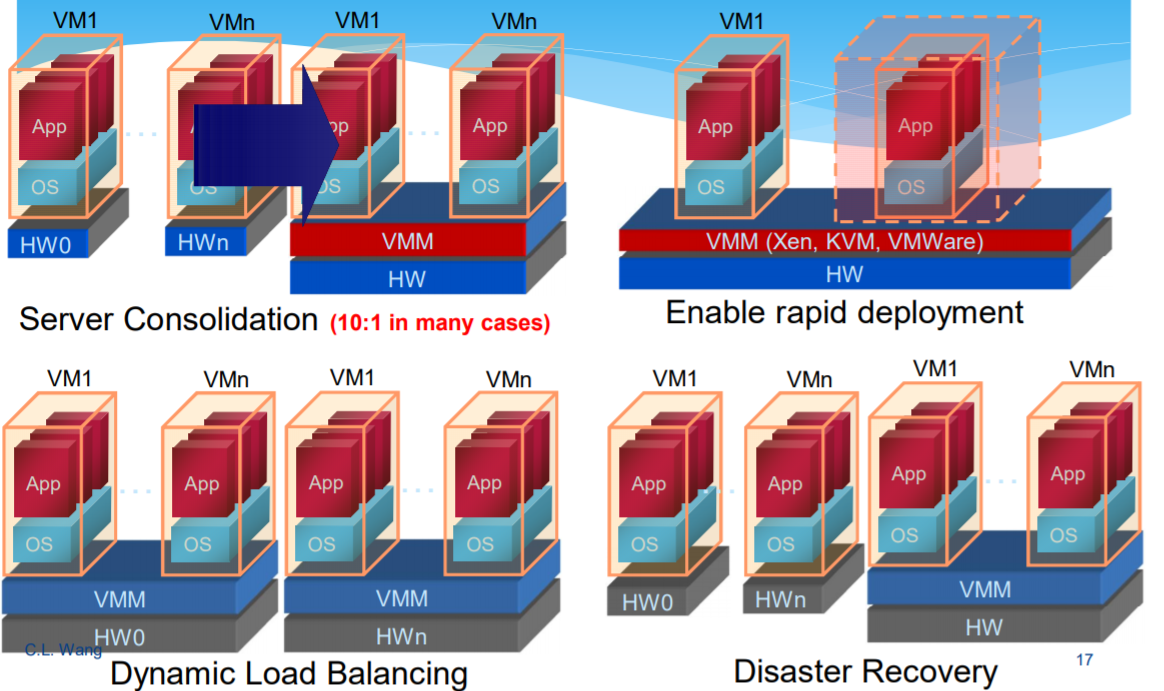 VM1
VMn
VM1
VMn
App
...
App
...
App
OS
OS
OS
OS
HW0
HWn
VMM
HW
Server Consolidation (10:1 in many cases)
VM1
App
App
OS
OS
VMM (Xen, KVM, VMWare)
HW
Enable rapid deployment
VM1
VMn
VM1
VMn
App
...
App
App
...
App
OS
OS
OS
OS
VMM
VMM
HW0
HWn
C.L. Wang
Dynamic Load Balancing
VM1
VMn
VM1
VMn
App
...
App
App
...
App
OS
OS
OS
OS
HW0
HWn
VMM
HW
Disaster Recovery
17